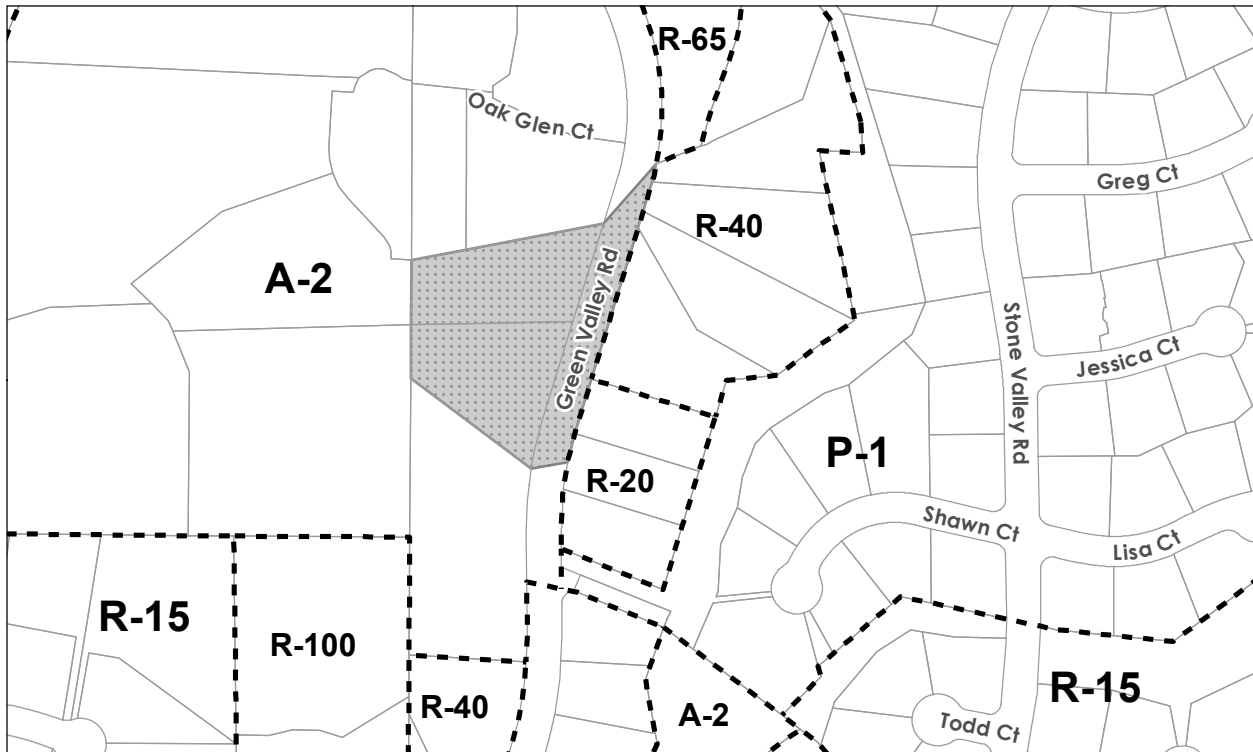 R-65
Oak Glen Ct
Greg Ct
R-40
A-2
Green Valley Rd
Stone Valley Rd
Jessica Ct
P-1
R-20
Shawn Ct
Lisa Ct
R-15
R-100
R-40
A-2
R-15
Todd Ct